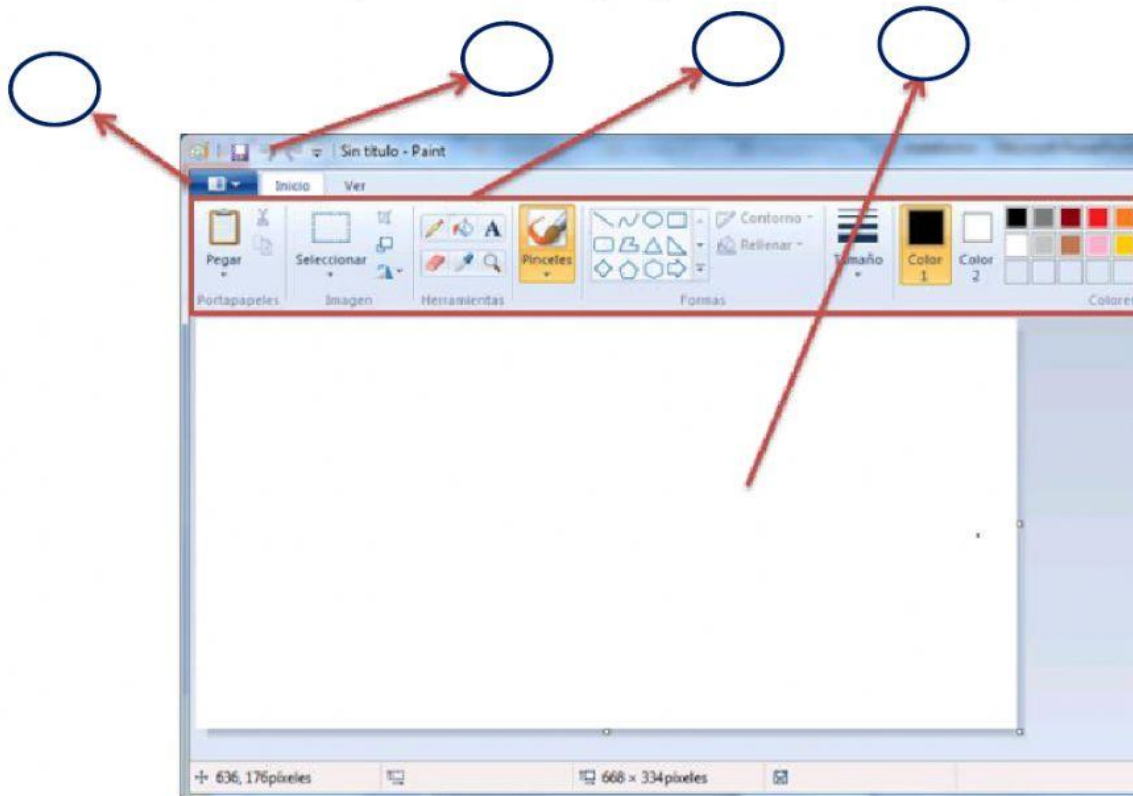 Sin titulo - Paint
Inicio Ver
Pegar
Seleccionar
A
Pinceles
Contorno
Rellenar
Tamaño
Color 1
Color 2
Portapapeles Imagen Herramientas Formas Colores
636, 176píxeles 668 × 334píxeles